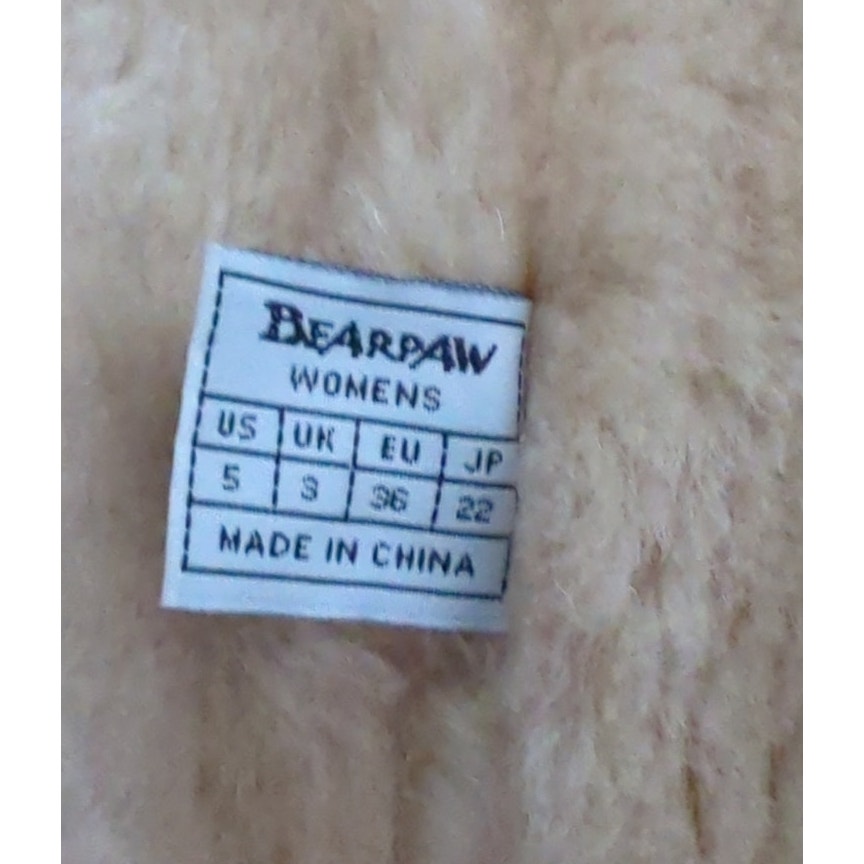 BEARPAW
WOMENS
US UK EU JP
5 3 36 22
MADE IN CHINA